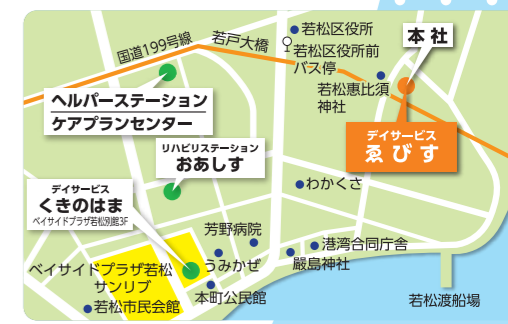 若松区役所
本社
国道199号線
若戸大橋
若松区役所前
バス停
若松恵比須
神社
ヘルパーステーション
ケアプランセンター
デイサービス
ゑびす
リハビリステーション
おあしす
わかくさ
デイサービス
くきのはま
ベイサイドプラザ若松別館3F
芳野病院
港湾合同庁舎
うみかぜ
厳島神社
ベイサイドプラザ若松
サンリブ
本町公民館
若松市民会館
若松渡船場